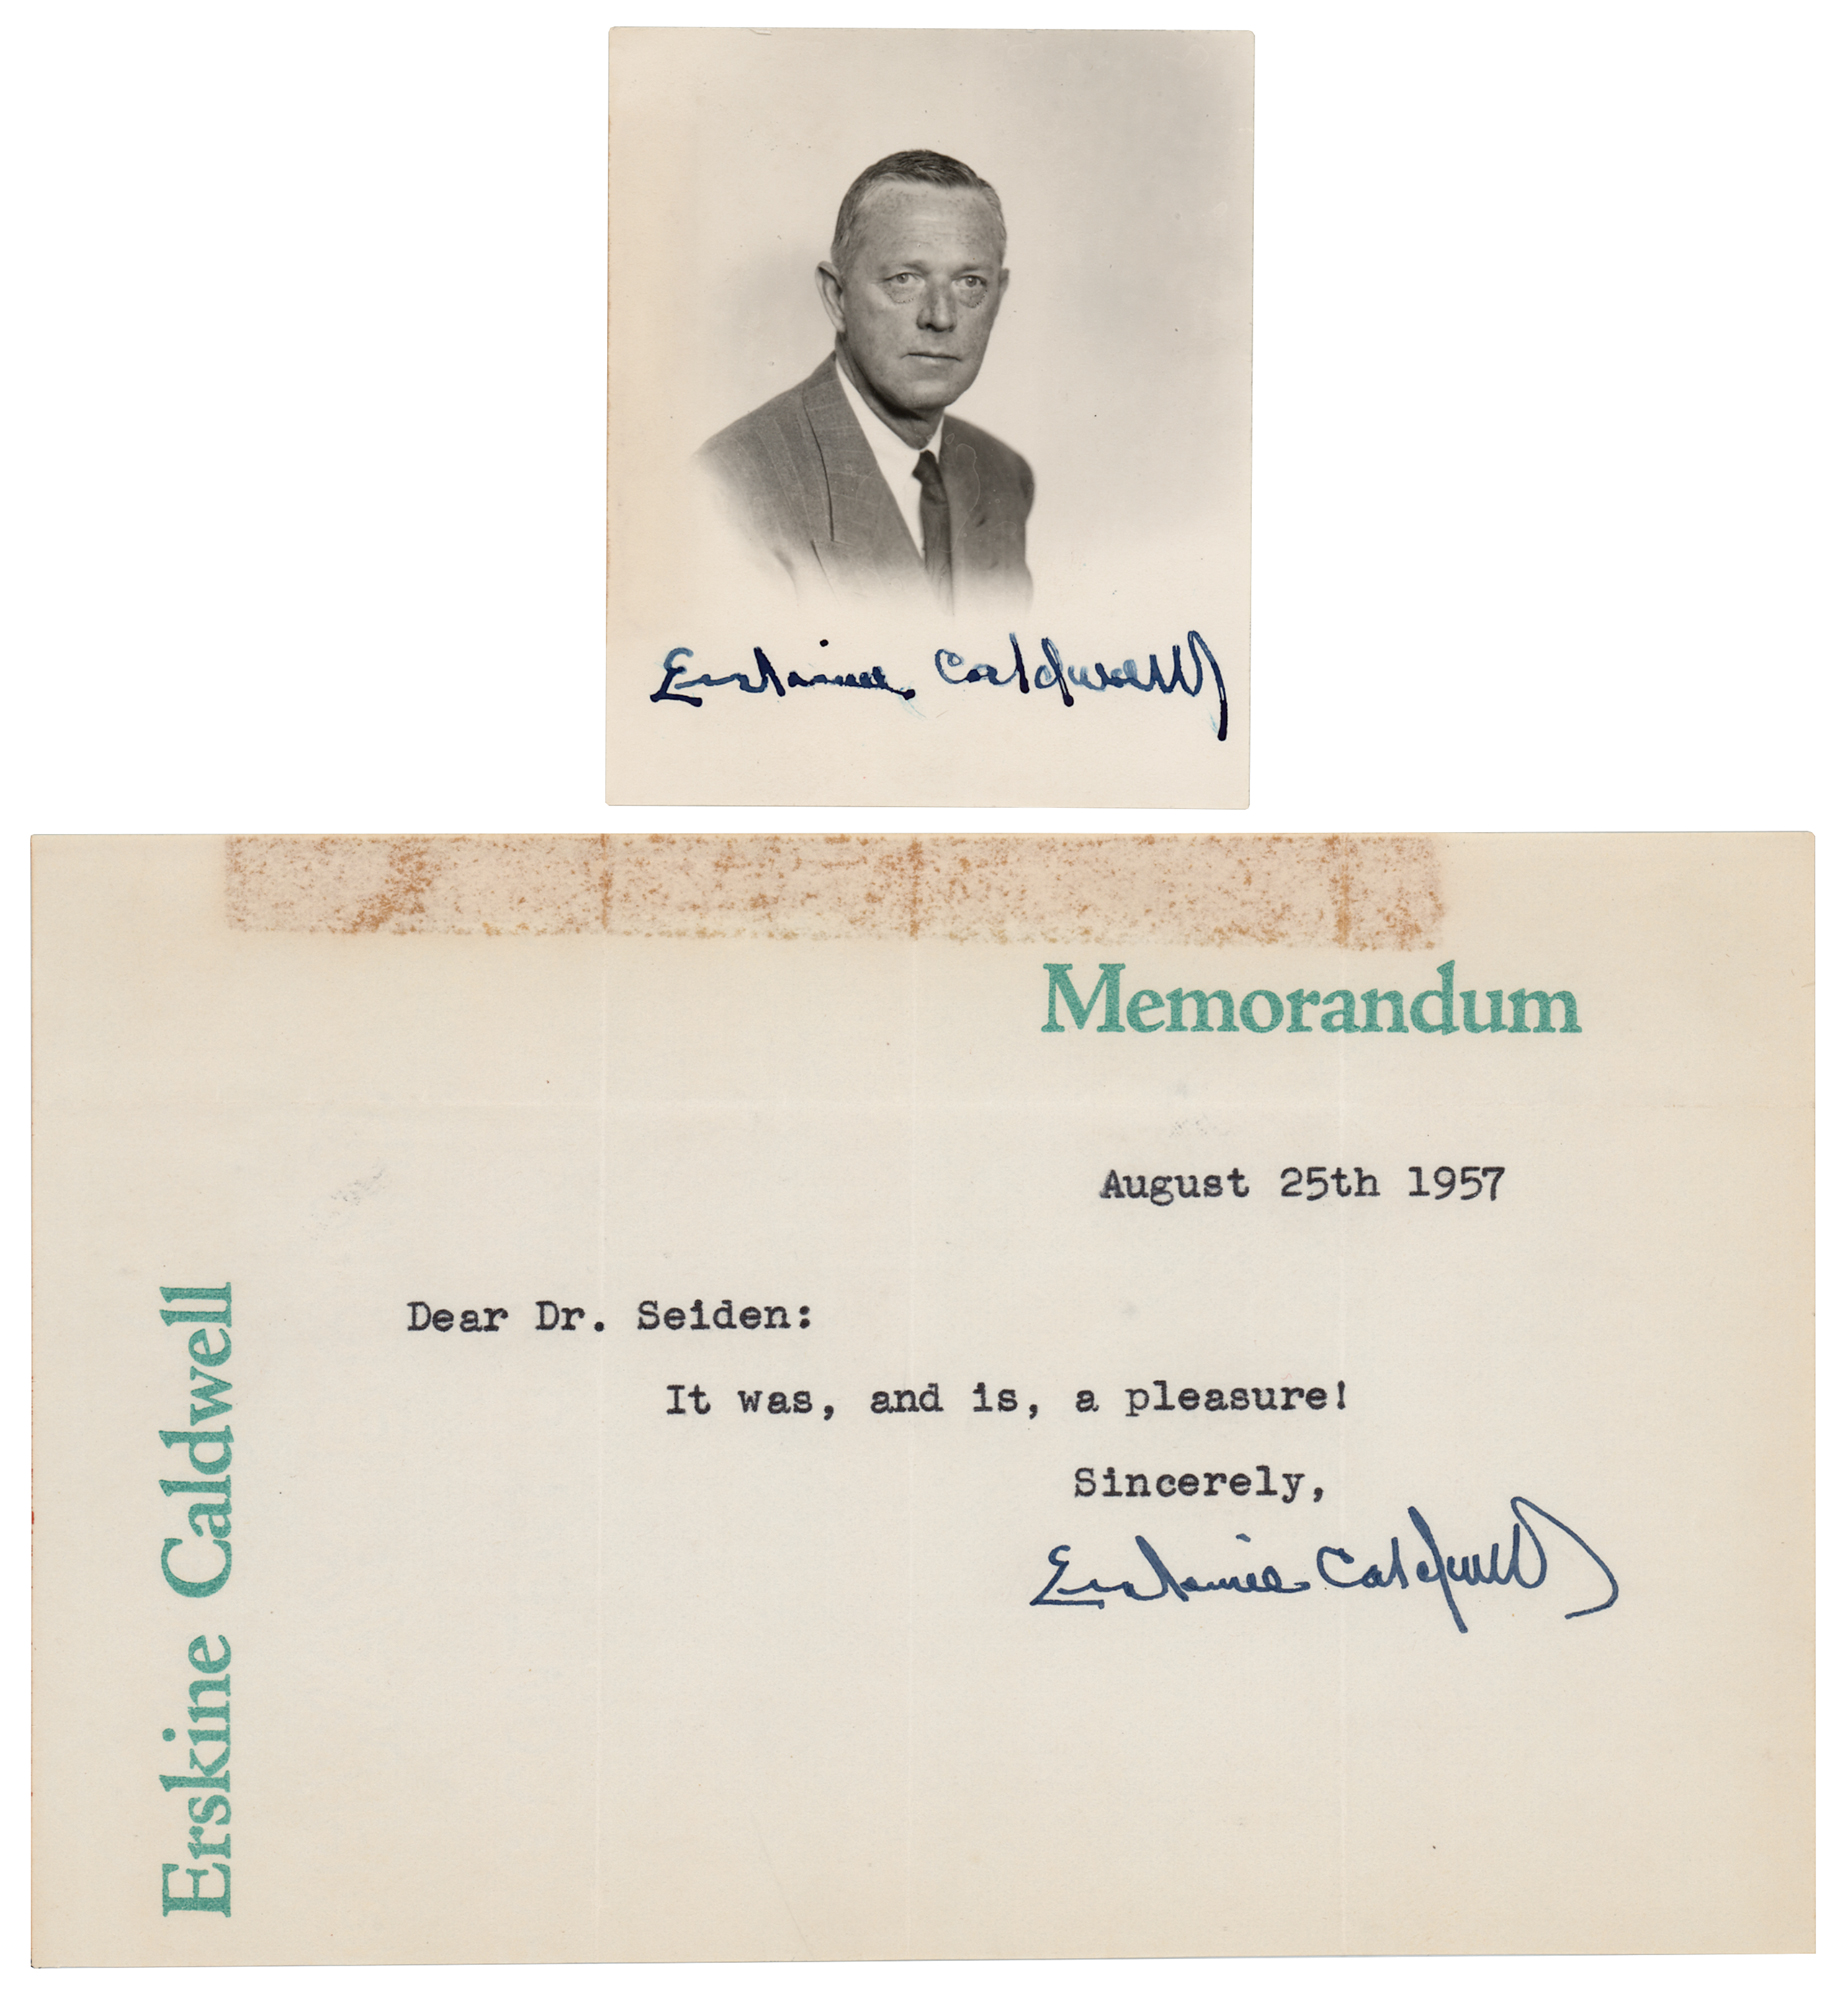 Erskine Caldwell
Memorandum
August 25th 1957
Dear Dr. Seiden:
It was, and is, a pleasure!
Sincerely,
Erskine Caldwell
Erskine Caldwell